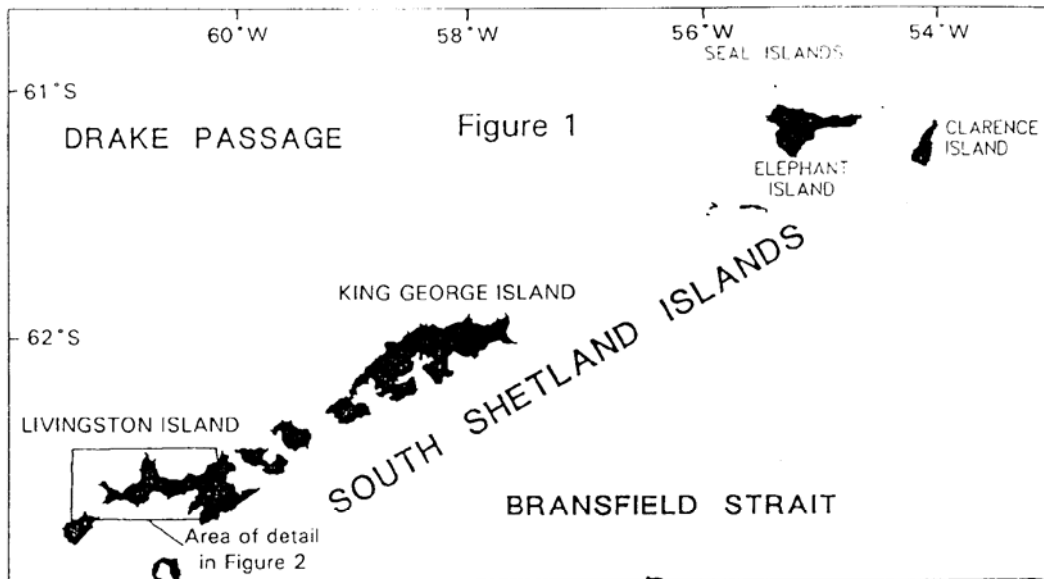 60°W 58°W 56°W 54°W
SEAL ISLANDS
61°S
DRAKE PASSAGE
Figure 1
CLARENCE
ISLAND
ELEPHANT
ISLAND
KING GEORGE ISLAND
62°S
SOUTH SHETLAND ISLANDS
LIVINGSTON ISLAND
BRANSFIELD STRAIT
Area of detail
in Figure 2